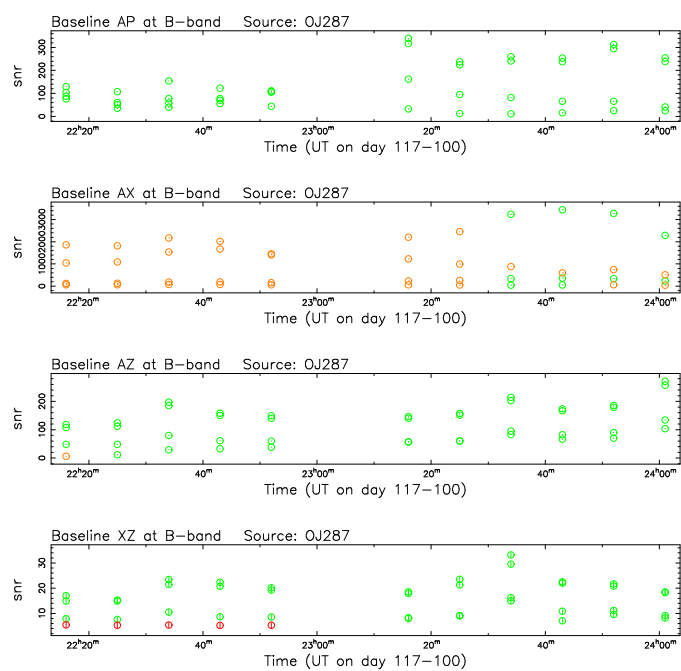 Baseline AP at B-band Source: OJ287
snr
0 100 200 300
22ʰ20ᵐ 40ᵐ 23ʰ00ᵐ 20ᵐ 40ᵐ 24ʰ00ᵐ
Time (UT on day 117-100)
Baseline AX at B-band Source: OJ287
snr
0 1000 2000 3000
22ʰ20ᵐ 40ᵐ 23ʰ00ᵐ 20ᵐ 40ᵐ 24ʰ00ᵐ
Time (UT on day 117-100)
Baseline AZ at B-band Source: OJ287
snr
0 100 200
22ʰ20ᵐ 40ᵐ 23ʰ00ᵐ 20ᵐ 40ᵐ 24ʰ00ᵐ
Time (UT on day 117-100)
Baseline XZ at B-band Source: OJ287
snr
10 20 30
22ʰ20ᵐ 40ᵐ 23ʰ00ᵐ 20ᵐ 40ᵐ 24ʰ00ᵐ
Time (UT on day 117-100)